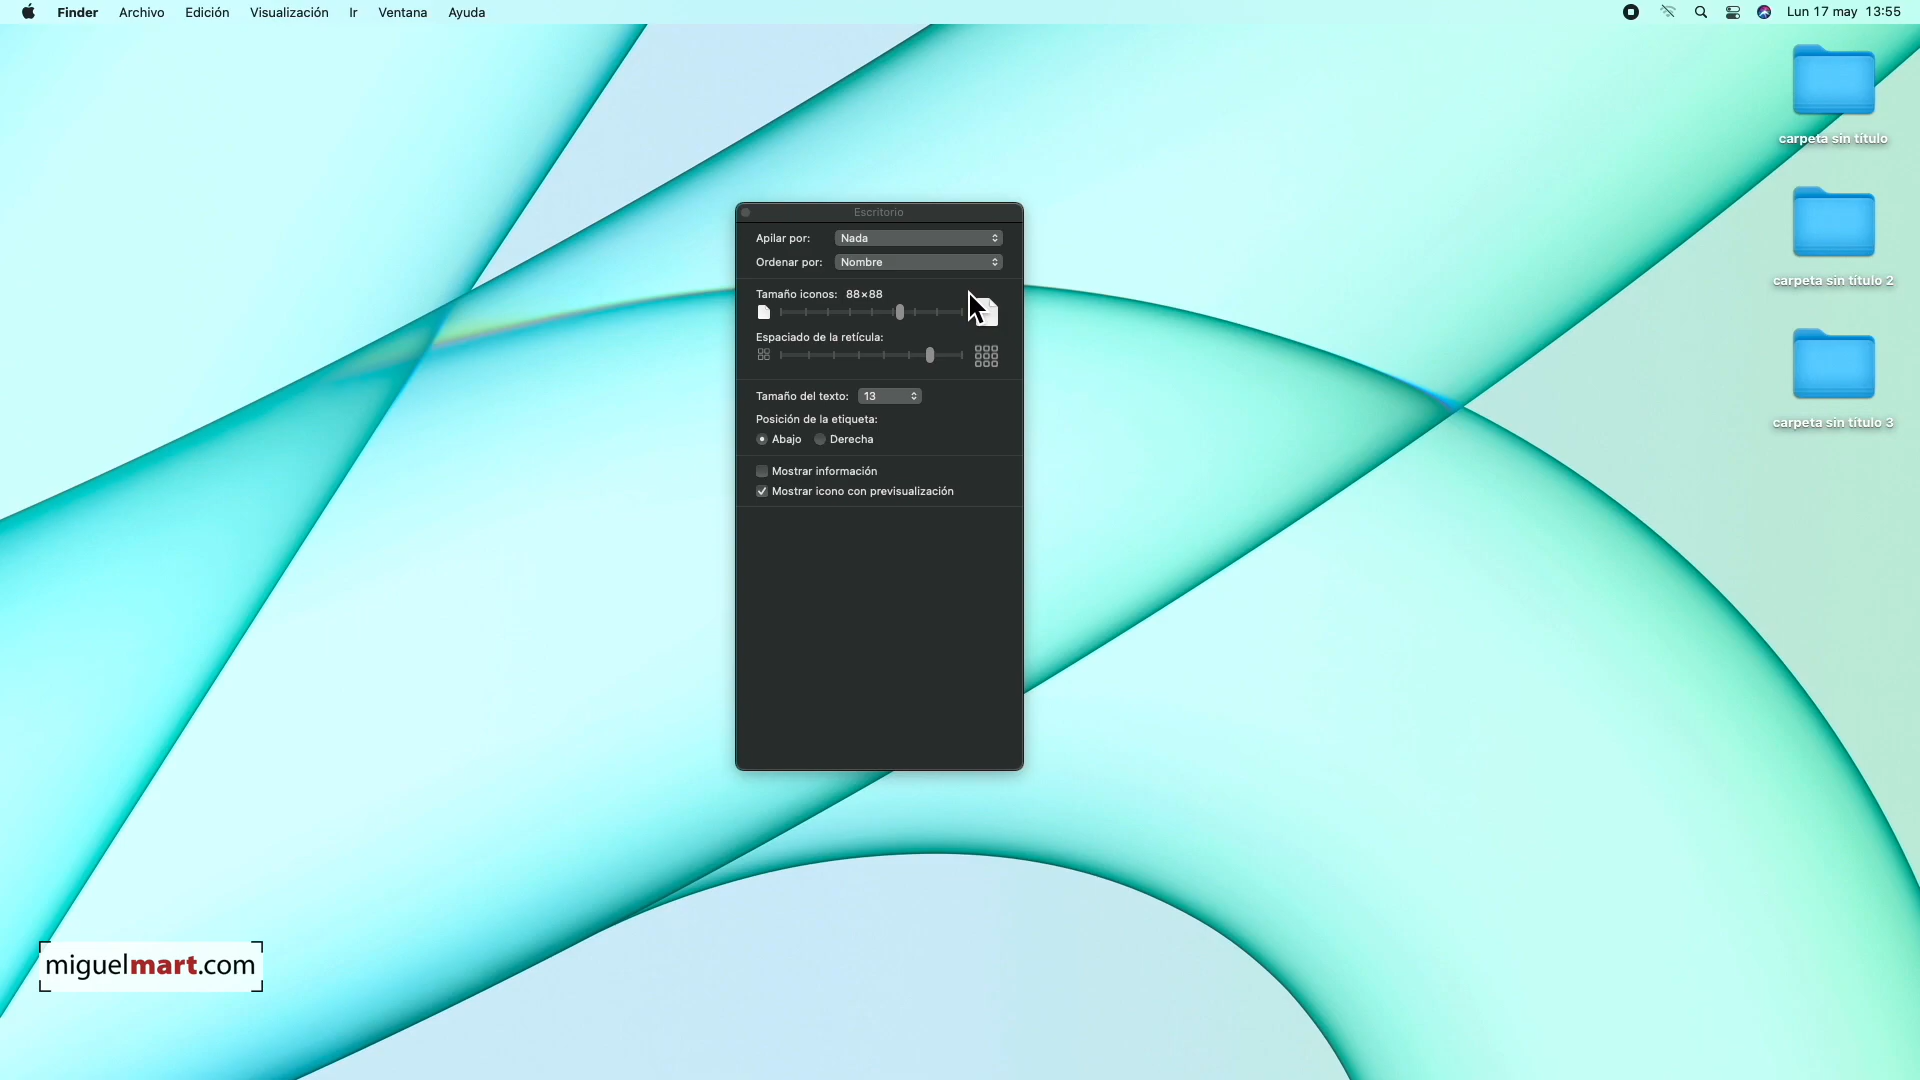 Finder Archivo Edición Visualización Ir Ventana Ayuda Lun 17 may 13:55
carpeta sin título
carpeta sin título 2
carpeta sin título 3
Escritorio
Apilar por: Nada
Ordenar por: Nombre
Tamaño iconos: 88×88
Espaciado de la retícula:
Tamaño del texto: 13
Posición de la etiqueta:
Abajo Derecha
Mostrar información
Mostrar icono con previsualización
miguelmart.com